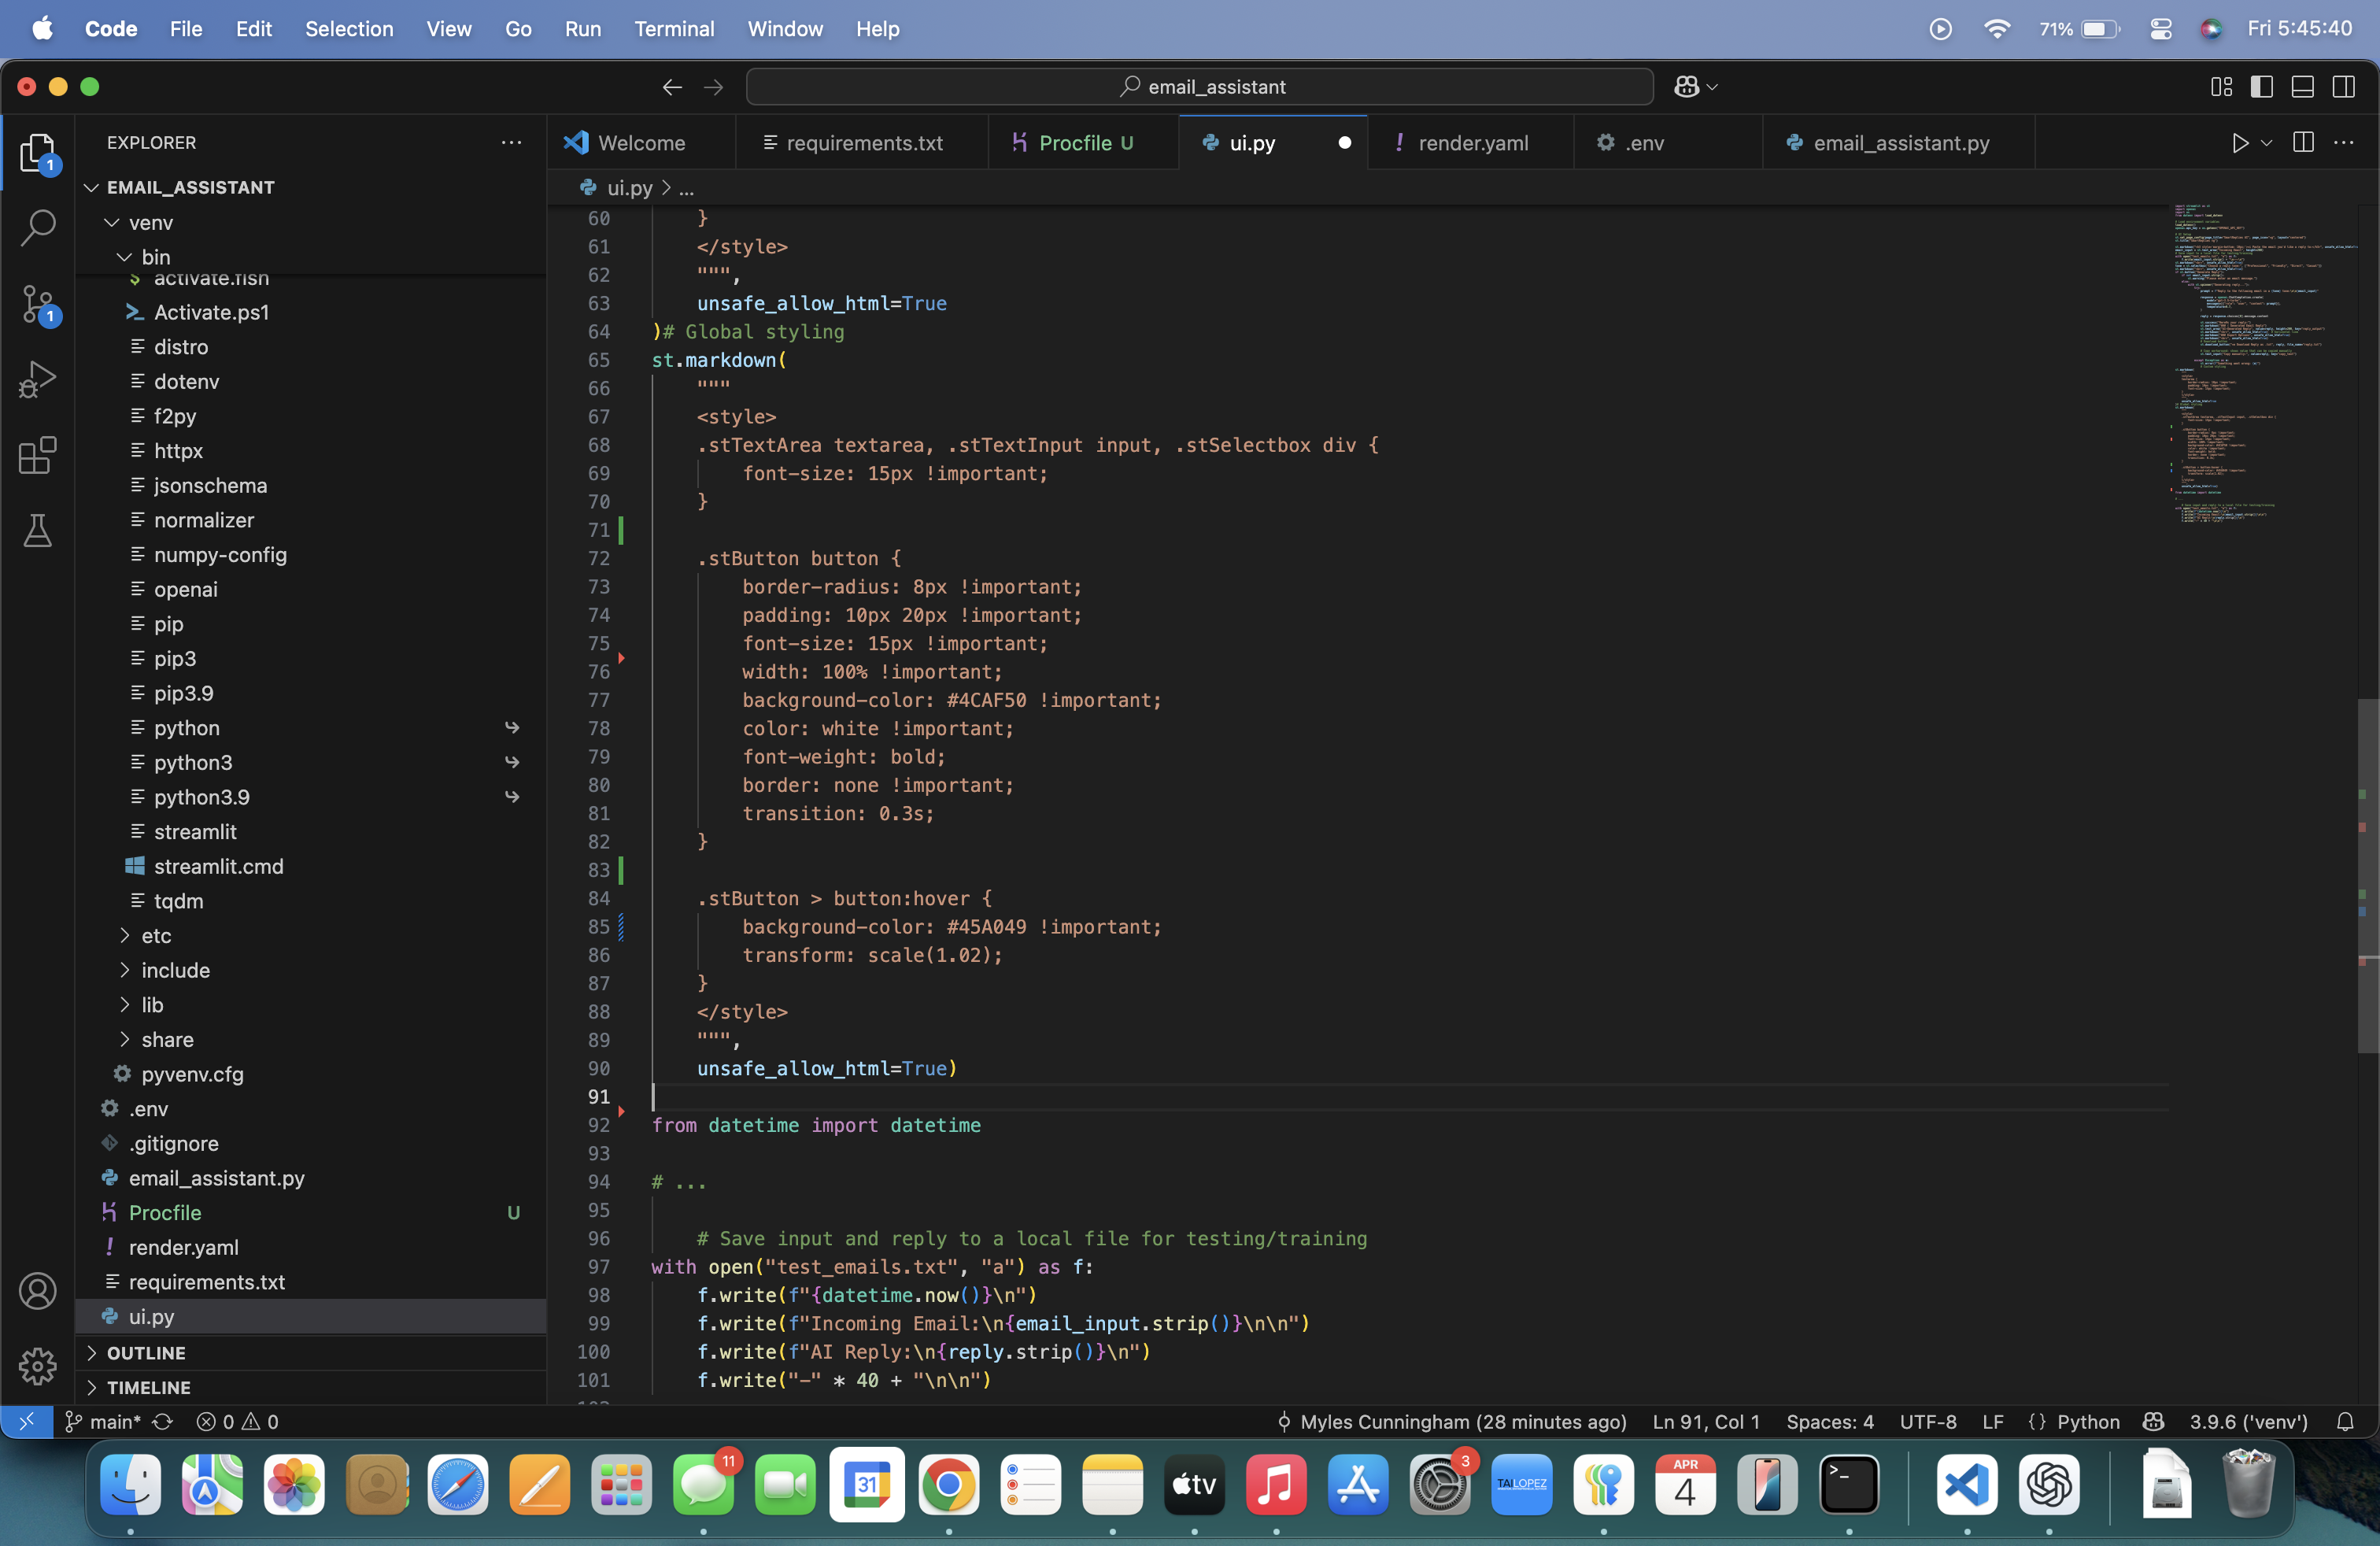 Code File Edit Selection View Go Run Terminal Window Help
71% Fri 5:45:40
email_assistant
EXPLORER
Welcome
requirements.txt
Procfile U
ui.py
render.yaml
.env
email_assistant.py
ui.py > ...
1
1
EMAIL_ASSISTANT
venv
bin
activate.fish
Activate.ps1
distro
dotenv
f2py
httpx
jsonschema
normalizer
numpy-config
openai
pip
pip3
pip3.9
python
python3
python3.9
streamlit
streamlit.cmd
tqdm
etc
include
lib
share
pyvenv.cfg
.env
.gitignore
email_assistant.py
Procfile U
render.yaml
requirements.txt
ui.py
OUTLINE
TIMELINE
60 }
61 </style>
62 """,
63 unsafe_allow_html=True
64 )# Global styling
65 st.markdown(
66 """
67 <style>
68 .stTextArea textarea, .stTextInput input, .stSelectbox div {
69 font-size: 15px !important;
70 }
71
72 .stButton button {
73 border-radius: 8px !important;
74 padding: 10px 20px !important;
75 font-size: 15px !important;
76 width: 100% !important;
77 background-color: #4CAF50 !important;
78 color: white !important;
79 font-weight: bold;
80 border: none !important;
81 transition: 0.3s;
82 }
83
84 .stButton > button:hover {
85 background-color: #45A049 !important;
86 transform: scale(1.02);
87 }
88 </style>
89 """,
90 unsafe_allow_html=True)
91
92 from datetime import datetime
93
94 # ...
95
96 # Save input and reply to a local file for testing/training
97 with open("test_emails.txt", "a") as f:
98 f.write(f"{datetime.now()}\n")
99 f.write(f"Incoming Email:\n{email_input.strip()}\n\n")
100 f.write(f"AI Reply:\n{reply.strip()}\n")
101 f.write("-" * 40 + "\n\n")
main* 0 0
Myles Cunningham (28 minutes ago) Ln 91, Col 1 Spaces: 4 UTF-8 LF {} Python 3.9.6 ('venv')
11
31
tv
3
TAILOPEZ
APR
4
>_